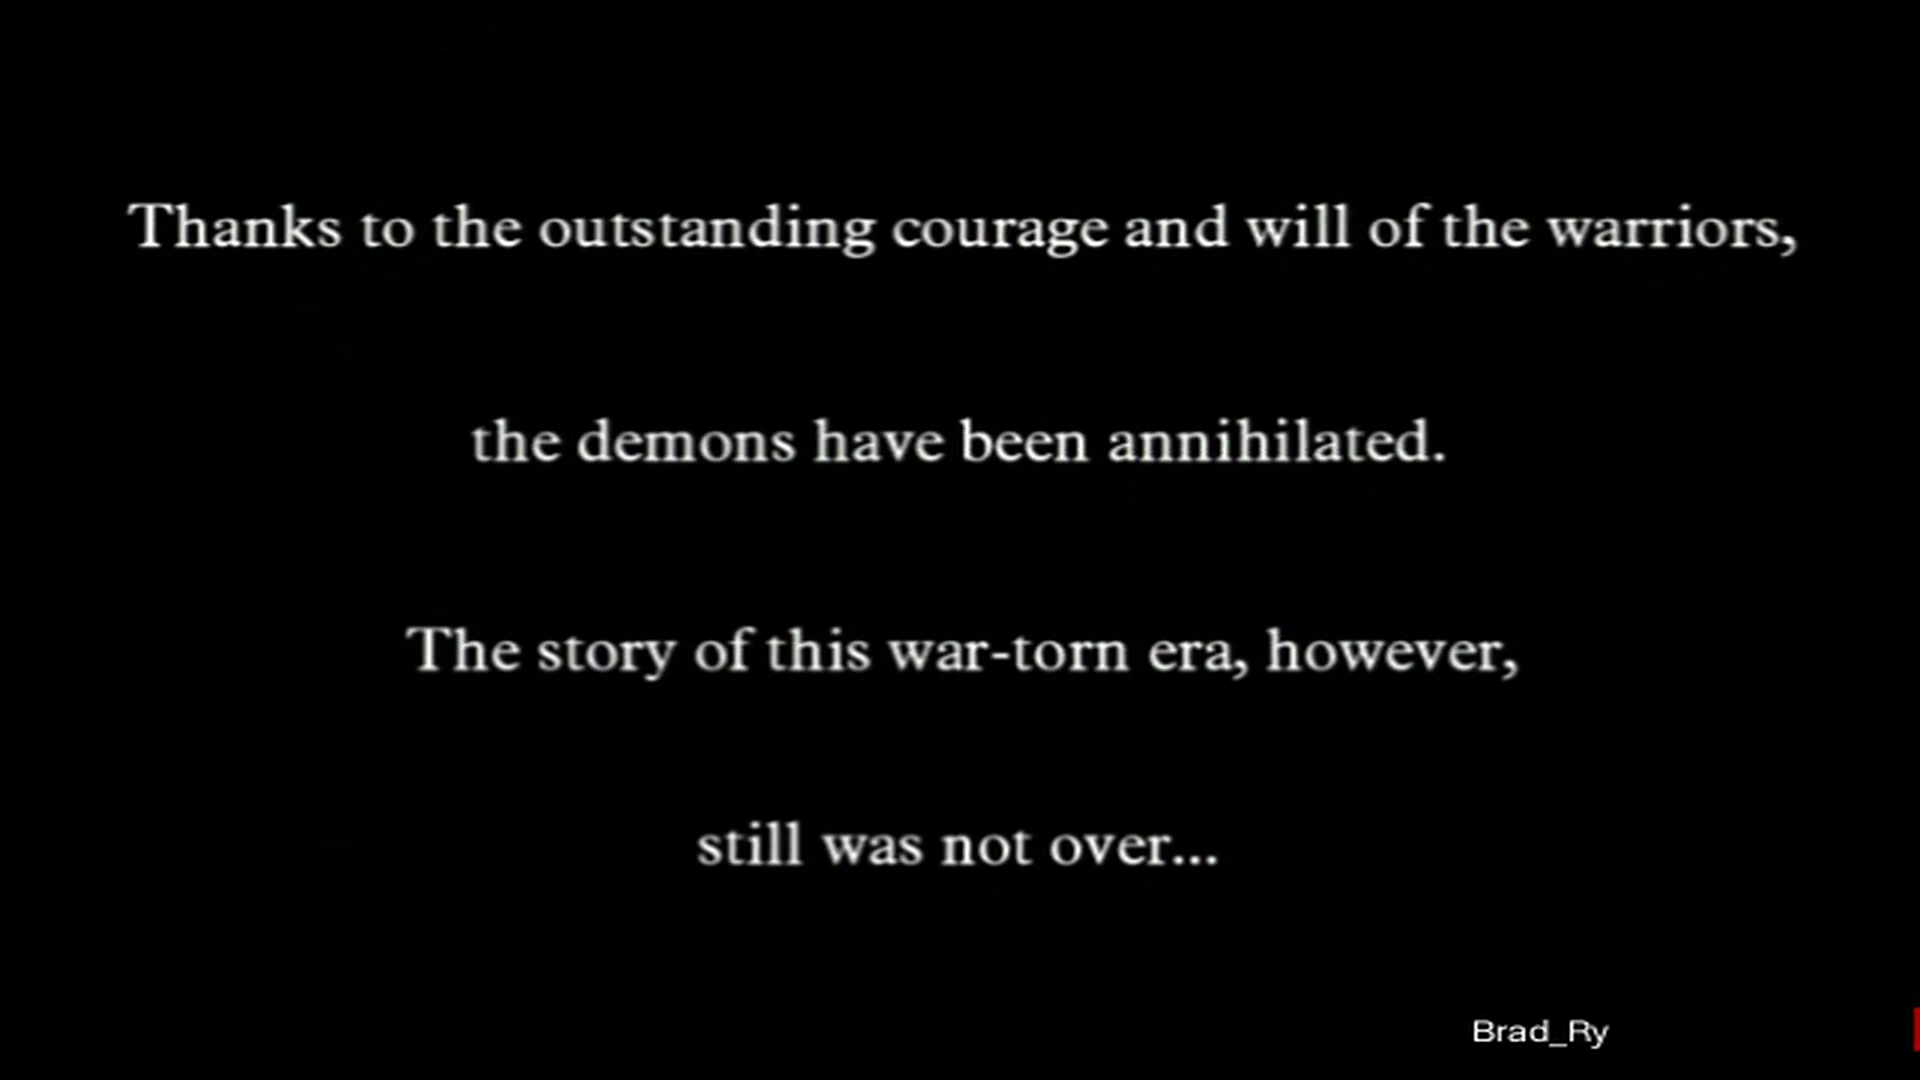 Thanks to the outstanding courage and will of the warriors,
the demons have been annihilated.
The story of this war-torn era, however,
still was not over...
Brad_Ry